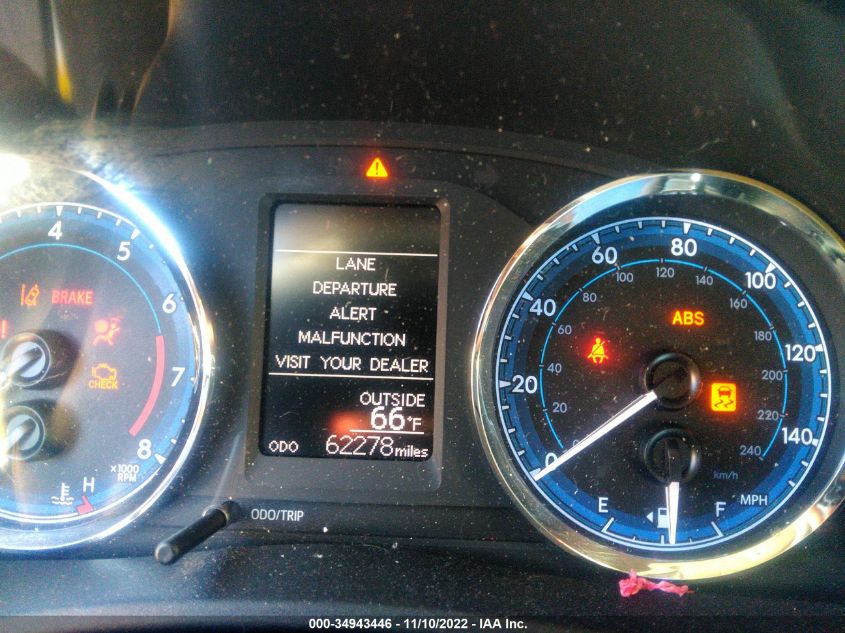 4
5
6
7
8
x1000
RPM
BRAKE
CHECK
H
LANE
DEPARTURE
ALERT
MALFUNCTION
VISIT YOUR DEALER
OUTSIDE
66°F
ODO 62278 miles
ODO/TRIP
0
20
40
60
80
100
120
140
MPH
0
20
40
60
80
100
120
140
160
180
200
220
240
km/h
ABS
E
F
000-34943446 - 11/10/2022 - IAA Inc.